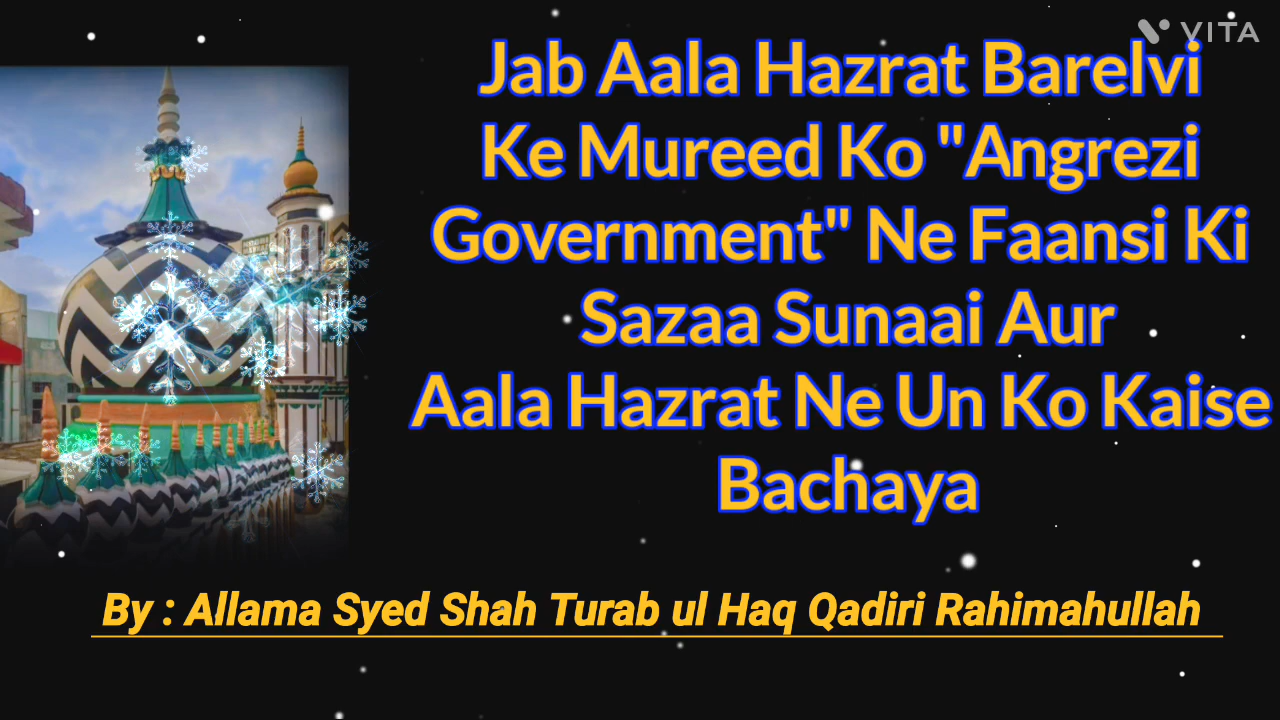 VITA
Jab Aala Hazrat Barelvi
Ke Mureed Ko "Angrezi
Government" Ne Faansi Ki
Sazaa Sunaai Aur
Aala Hazrat Ne Un Ko Kaise
Bachaya
By : Allama Syed Shah Turab ul Haq Qadiri Rahimahullah